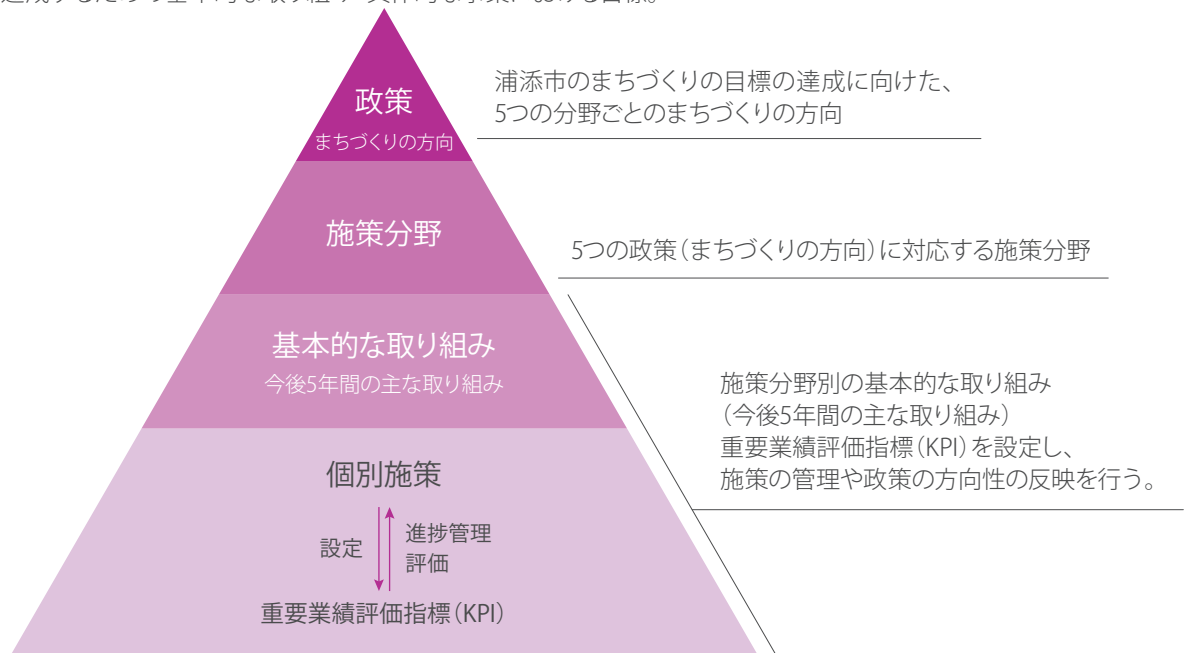 政策
まちづくりの方向
浦添市のまちづくりの目標の達成に向けた、
5つの分野ごとのまちづくりの方向
施策分野
5つの政策（まちづくりの方向）に対応する施策分野
基本的な取り組み
今後5年間の主な取り組み
施策分野別の基本的な取り組み
（今後5年間の主な取り組み）
重要業績評価指標（KPI）を設定し、
施策の管理や政策の方向性の反映を行う。
個別施策
設定
進捗管理
評価
重要業績評価指標（KPI）